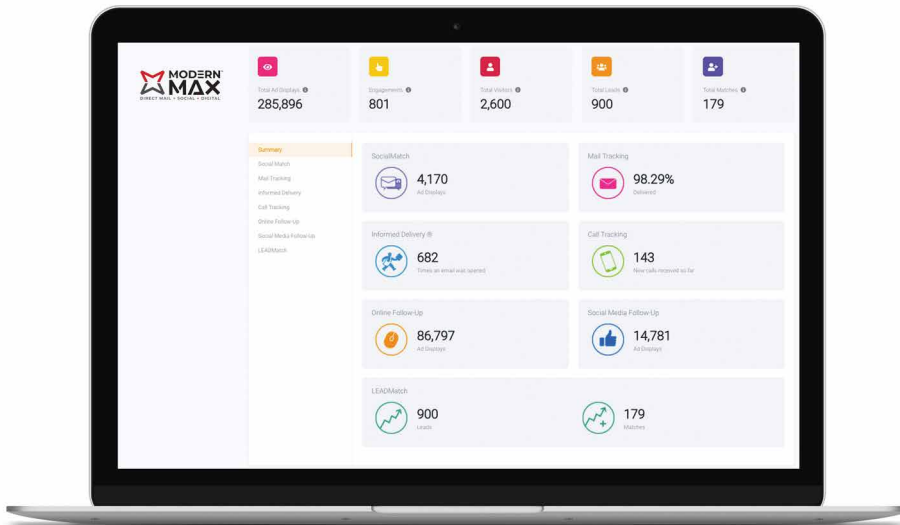 MODERN
MAX
DIRECT MAIL + SOCIAL + DIGITAL
Total Ad Displays
285,896
Engagements
801
Total Visitors
2,600
Total Leads
900
Total Matches
179
Summary
Social Match
Mail Tracking
Informed Delivery
Call Tracking
Online Follow-Up
Social Media Follow-Up
LEADMatch
SocialMatch
4,170
Ad Displays
Mail Tracking
98.29%
Delivered
Informed Delivery ®
682
Times an email was opened
Call Tracking
143
New calls received so far
Online Follow-Up
86,797
Ad Displays
Social Media Follow-Up
14,781
Ad Displays
LEADMatch
900
Leads
179
Matches